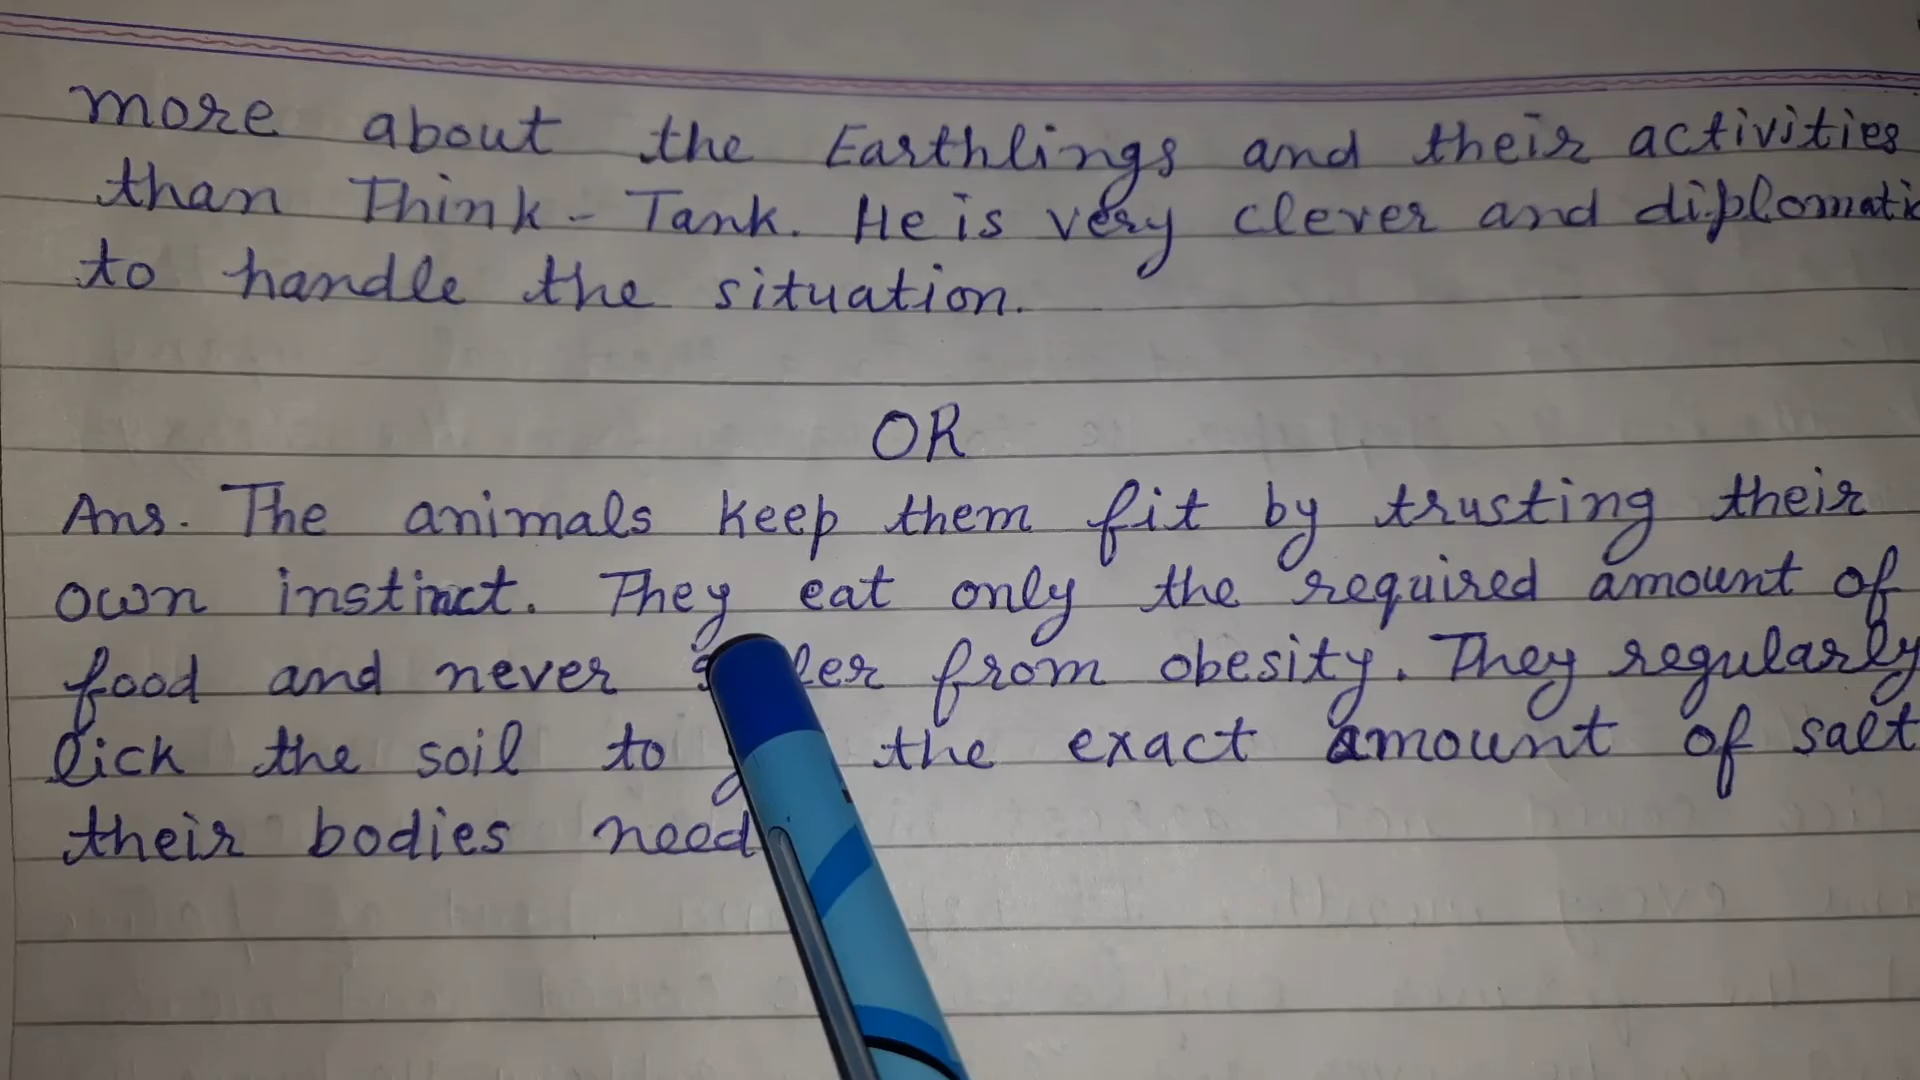 more about the Earthlings and their activities
than Think-Tank. He is very clever and diplomatic
to handle the situation.
OR
Ans. The animals keep them fit by trusting their
own instinct. They eat only the required amount of
food and never from obesity. They regularly
lick the soil to the exact amount of salt
their bodies need